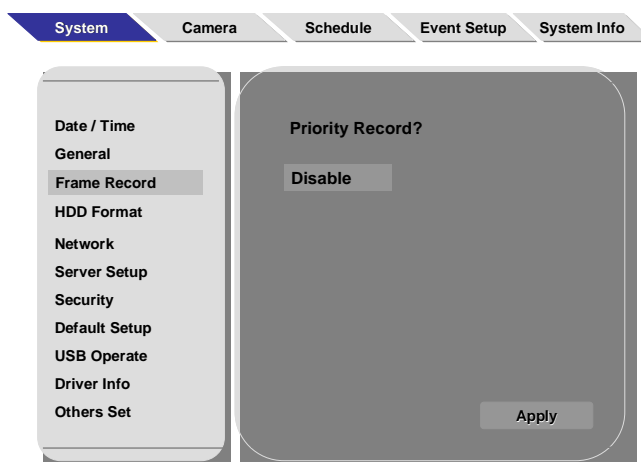 System Camera Schedule Event Setup System Info
Date / Time
General
Frame Record
HDD Format
Network
Server Setup
Security
Default Setup
USB Operate
Driver Info
Others Set
Priority Record?
Disable
Apply